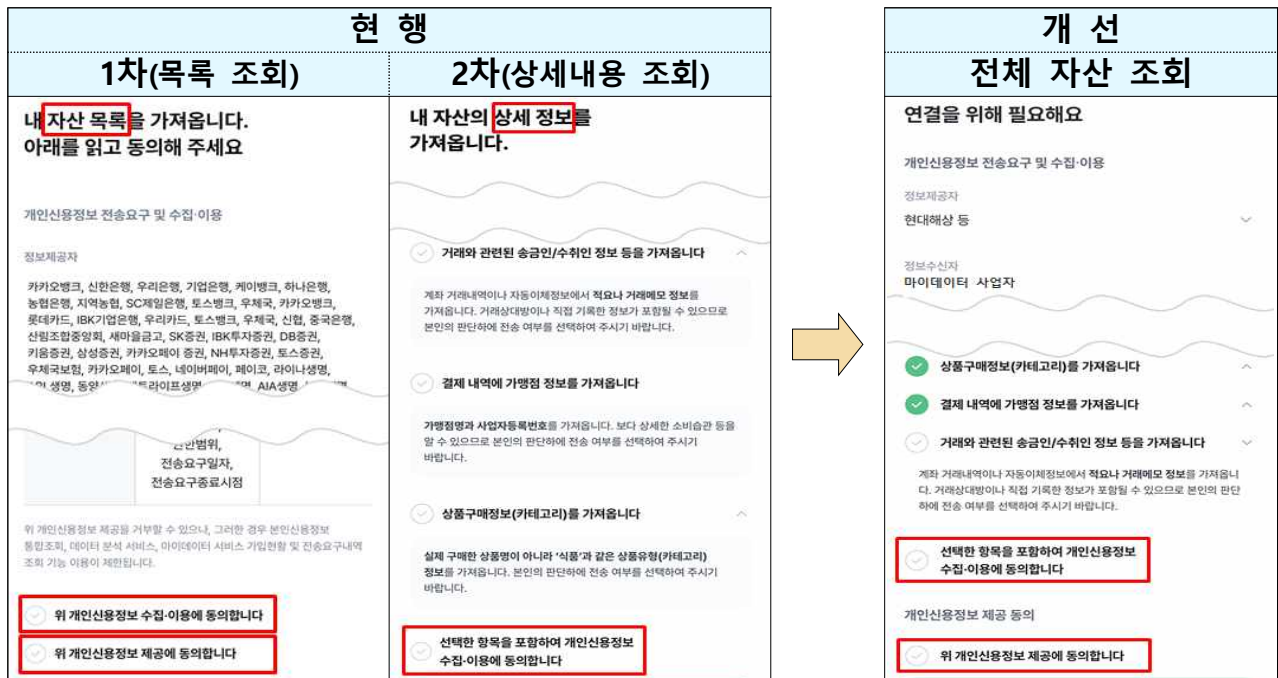 현 행
1차(목록 조회)
2차(상세내용 조회)
내 자산 목록을 가져옵니다.
아래를 읽고 동의해 주세요
개인신용정보 전송요구 및 수집·이용
정보제공자
카카오뱅크, 신한은행, 우리은행, 기업은행, 케이뱅크, 하나은행,
농협은행, 지역농협, SC제일은행, 토스뱅크, 우체국, 카카오뱅크,
롯데카드, IBK기업은행, 우리카드, 토스뱅크, 우체국, 신협, 중국은행,
산림조합중앙회, 새마을금고, SK증권, IBK투자증권, DB증권,
키움증권, 삼성증권, 카카오페이 증권, NH투자증권, 토스증권,
우체국보험, 카카오페이, 토스, 네이버페이, 페이코, 라이나생명,
생명, AIA생명,
전송요구일자,
전송요구종료시점
위 개인신용정보 제공을 거부할 수 있으나, 그러한 경우 본인신용정보
통합조회, 데이터 분석 서비스, 마이데이터 서비스 가입현황 및 전송요구내역
조회 기능 이용이 제한됩니다.
위 개인신용정보 수집·이용에 동의합니다
위 개인신용정보 제공에 동의합니다
내 자산의 상세 정보를
가져옵니다.
거래와 관련된 송금인/수취인 정보 등을 가져옵니다
계좌 거래내역이나 자동이체정보에서 적요나 거래메모 정보를
가져옵니다. 거래상대방이나 직접 기록한 정보가 포함될 수 있으므로
본인의 판단하에 전송 여부를 선택하여 주시기 바랍니다.
결제 내역에 가맹점 정보를 가져옵니다
가맹점명과 사업자등록번호를 가져옵니다. 보다 상세한 소비습관 등을
알 수 있으므로 본인의 판단하에 전송 여부를 선택하여 주시기
바랍니다.
상품구매정보(카테고리)를 가져옵니다
실제 구매한 상품명이 아니라 '식품'과 같은 상품유형(카테고리)
정보를 가져옵니다. 본인의 판단하에 전송 여부를 선택하여 주시기
바랍니다.
선택한 항목을 포함하여 개인신용정보
수집·이용에 동의합니다
개 선
전체 자산 조회
연결을 위해 필요해요
개인신용정보 전송요구 및 수집·이용
정보제공자
현대해상 등
정보수신자
마이데이터 사업자
상품구매정보(카테고리)를 가져옵니다
결제 내역에 가맹점 정보를 가져옵니다
거래와 관련된 송금인/수취인 정보 등을 가져옵니다
계좌 거래내역이나 자동이체정보에서 적요나 거래메모 정보를 가져옵니
다. 거래상대방이나 직접 기록한 정보가 포함될 수 있으므로 본인의 판단
하에 전송 여부를 선택하여 주시기 바랍니다.
선택한 항목을 포함하여 개인신용정보
수집·이용에 동의합니다
개인신용정보 제공 동의
위 개인신용정보 제공에 동의합니다